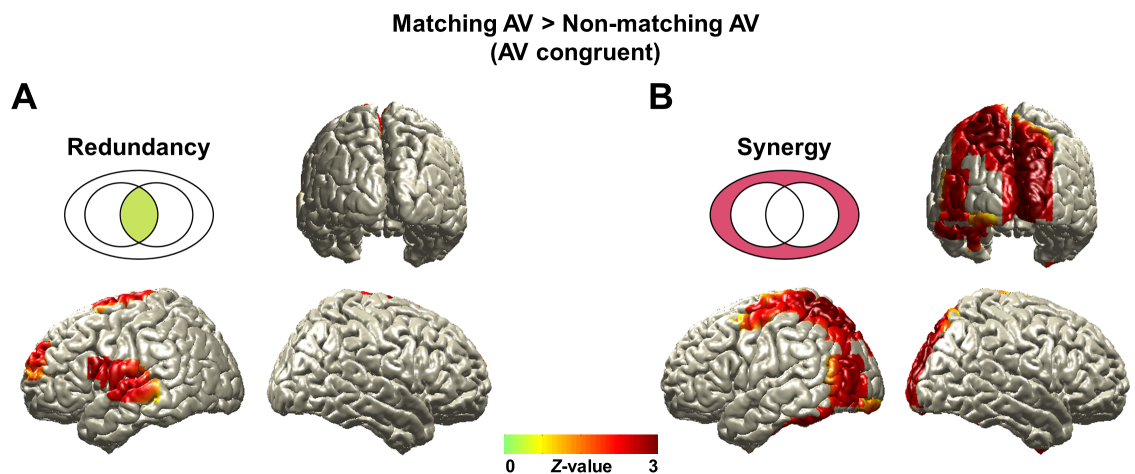 Matching AV > Non-matching AV
(AV congruent)
A
Redundancy
B
Synergy
0 Z-value 3